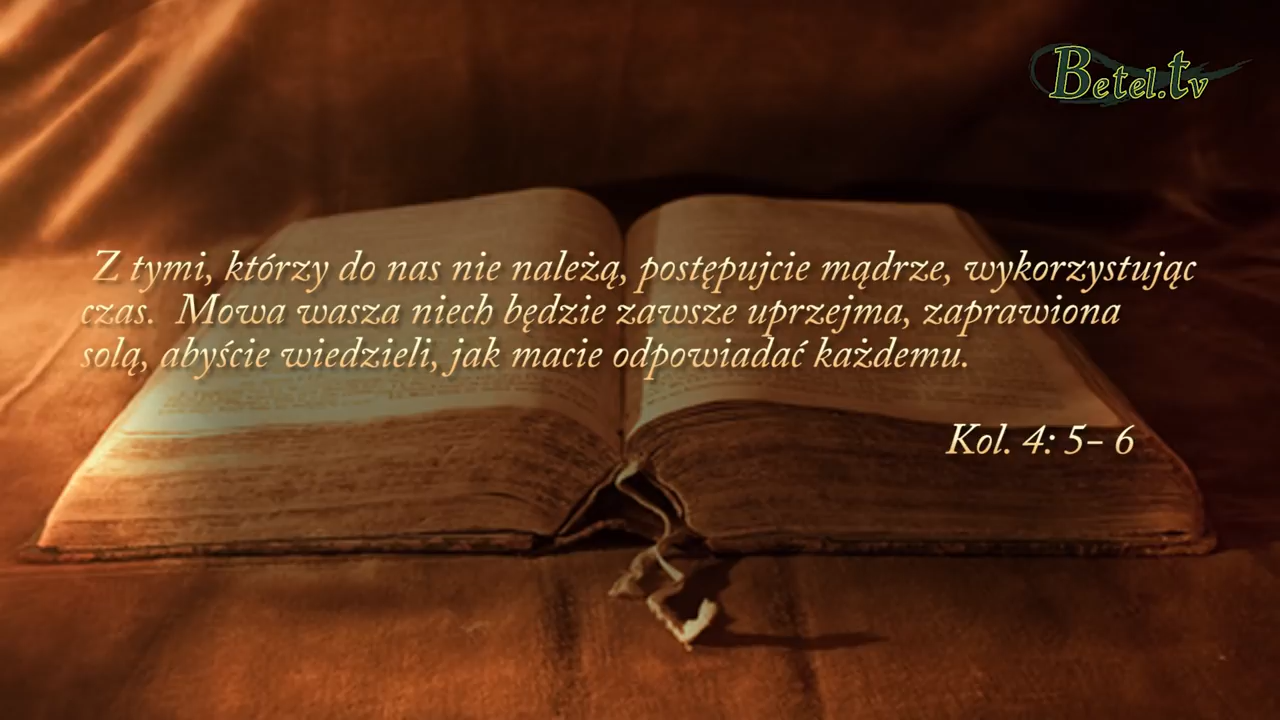 Betel.tv
Z tymi, którzy do nas nie należą, postępujcie mądrze, wykorzystując
czas. Mowa wasza niech będzie zawsze uprzejma, zaprawiona
solą, abyście wiedzieli, jak macie odpowiadać każdemu.
Kol. 4: 5- 6